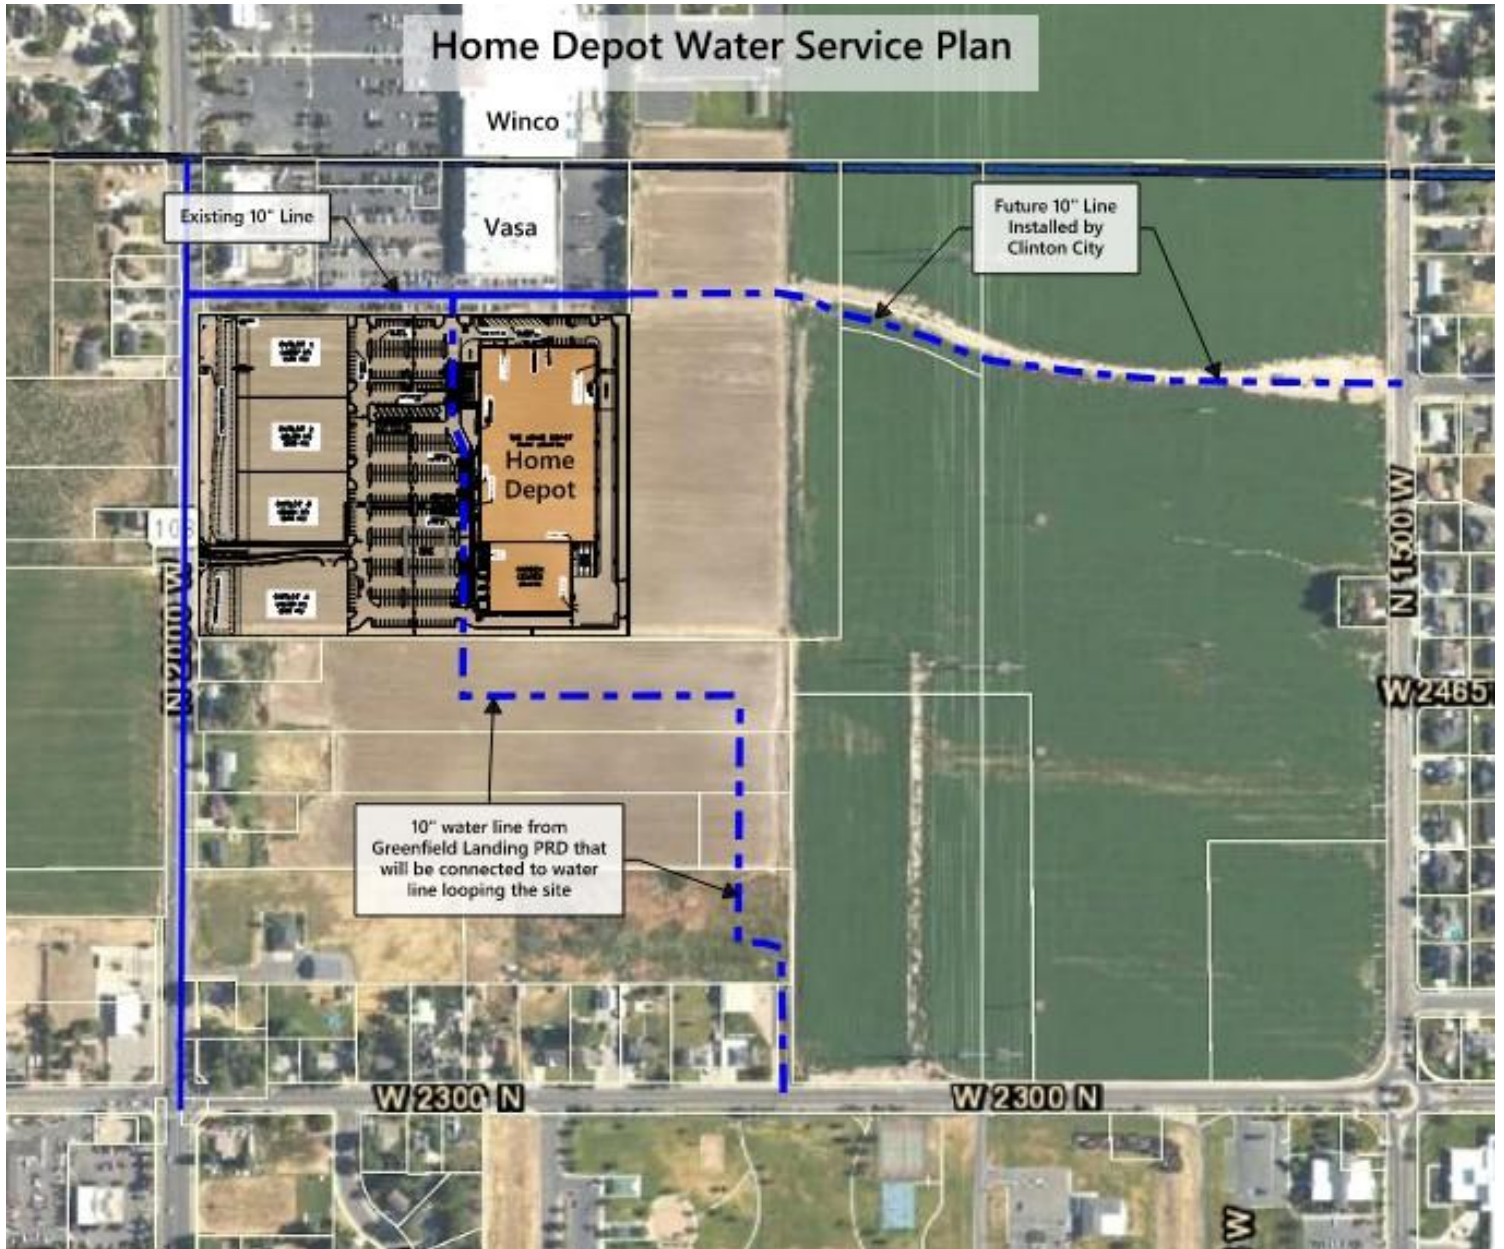 Home Depot Water Service Plan
Winco
Existing 10" Line
Vasa
Future 10" Line
Installed by
Clinton City
Home
Depot
108
N 2000 W
N 1500 W
W 2465
10" water line from
Greenfield Landing PRD that
will be connected to water
line looping the site
W 2300 N
W 2300 N
W